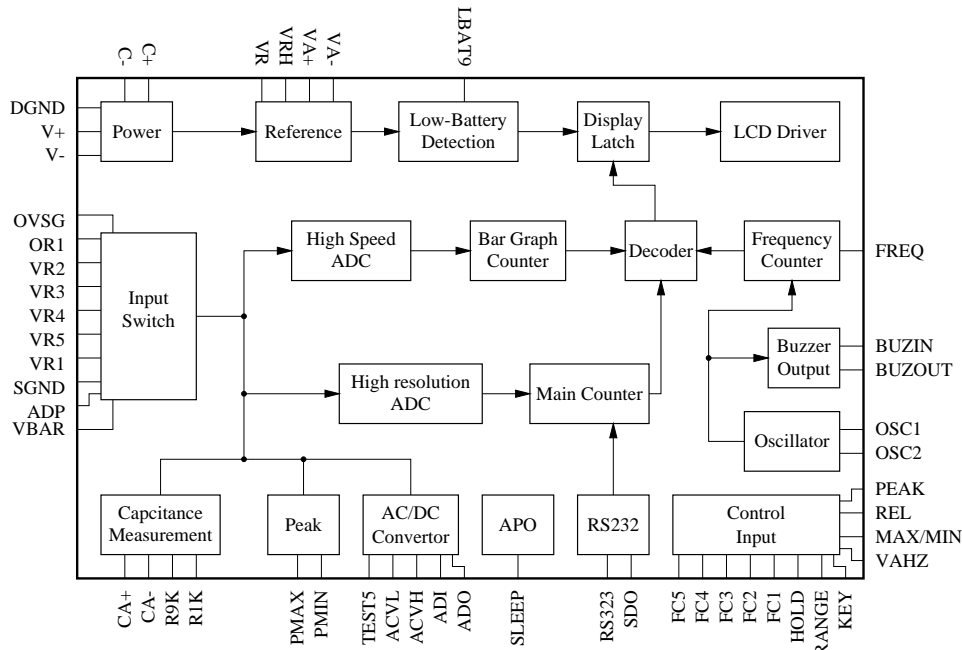 C-
C+
VR
VRH
VA+
VA-
LBAT9
DGND
V+
V-
Power
Reference
Low-Battery
Detection
Display
Latch
LCD Driver
OVSG
OR1
VR2
VR3
VR4
VR5
VR1
SGND
ADP
VBAR
Input
Switch
High Speed
ADC
Bar Graph
Counter
Decoder
Frequency
Counter
FREQ
Buzzer
Output
BUZIN
BUZOUT
High resolution
ADC
Main Counter
Oscillator
OSC1
OSC2
Capcitance
Measurement
Peak
AC/DC
Convertor
APO
RS232
Control
Input
PEAK
REL
MAX/MIN
VAHZ
CA+
CA-
R9K
R1K
PMAX
PMIN
TEST5
ACVL
ACVH
ADI
ADO
SLEEP
RS323
SDO
FC5
FC4
FC3
FC2
FC1
HOLD
RANGE
KEY